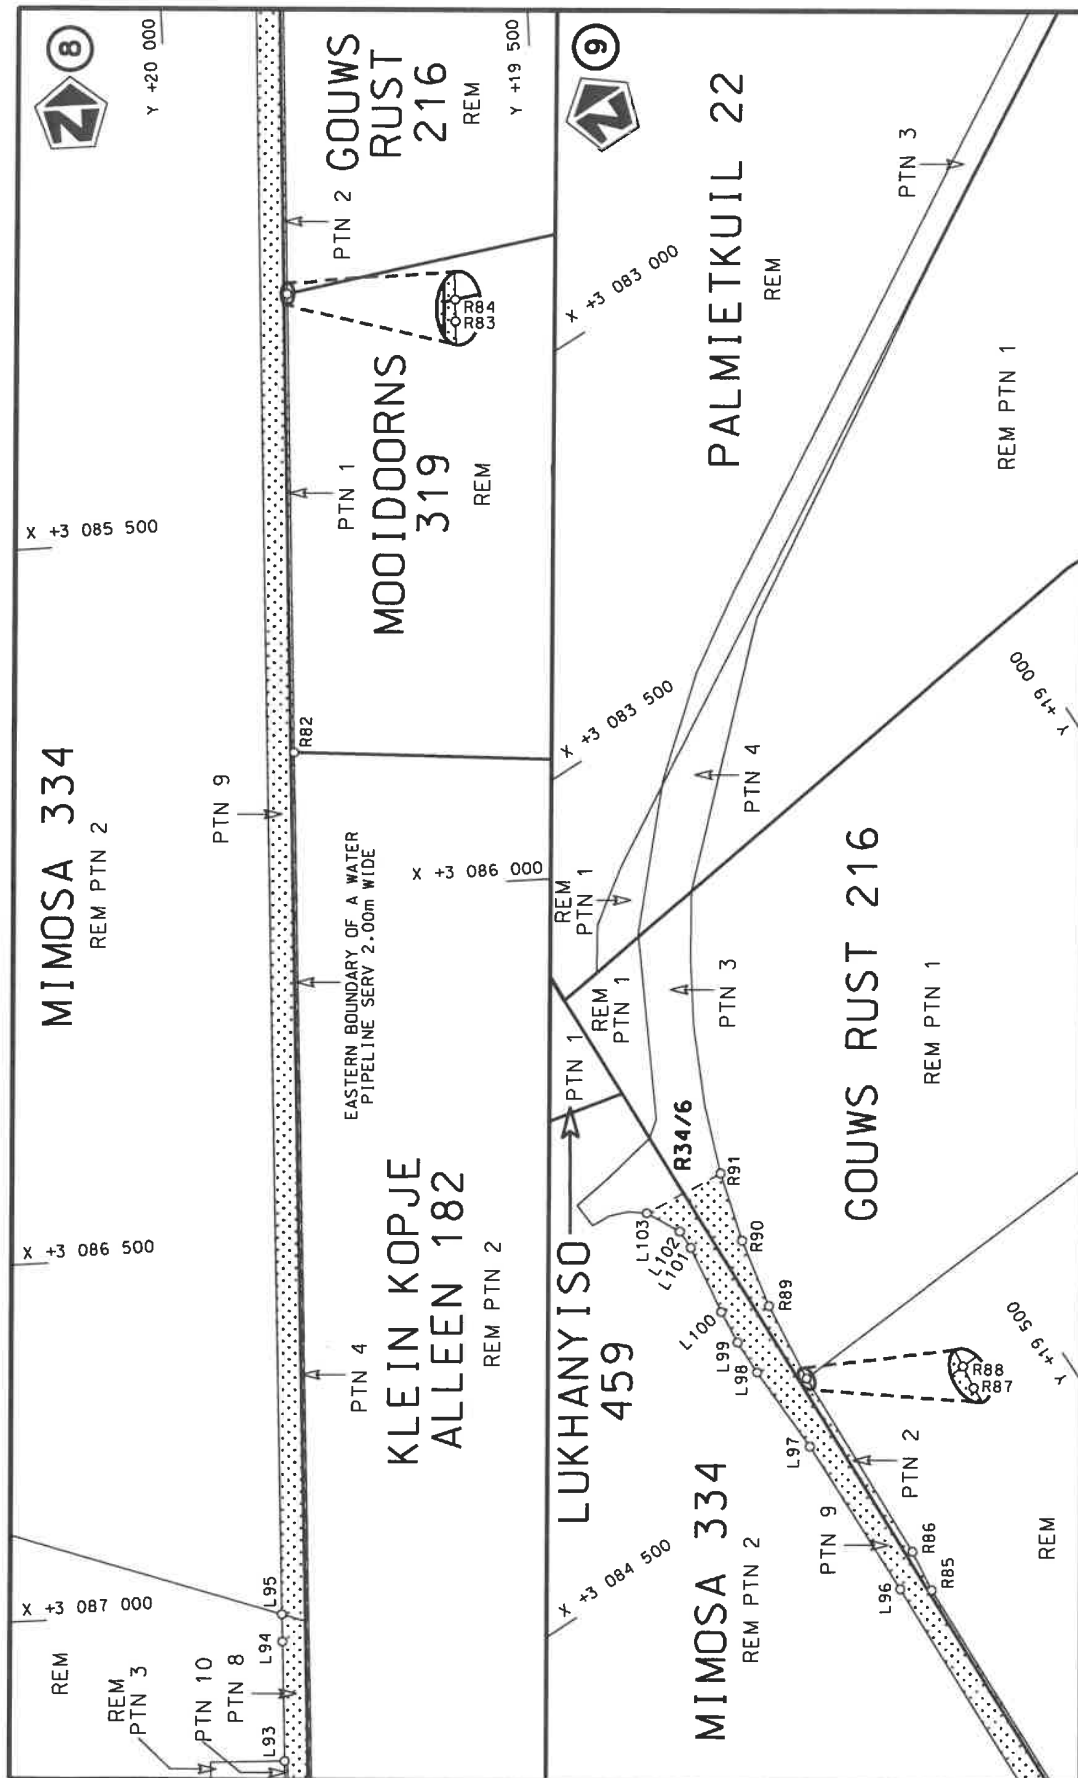 8
N
Y +20 000
GOUWS
RUST
216
REM
Y +19 500
PTN 2
R84
R83
MOOIDOORNS
319
REM
PTN 1
X +3 085 500
R82
MIMOSA 334
REM PTN 2
PTN 9
X +3 086 000
EASTERN BOUNDARY OF A WATER
PIPELINE SERV 2.00m WIDE
KLEIN KOPJE
ALLEEN 182
REM PTN 2
X +3 086 500
PTN 4
L95
L94
L93
X +3 087 000
REM
REM
PTN 3
PTN 10
PTN 8
9
N
PALMIETKUIL 22
REM
PTN 3
X +3 083 000
REM PTN 1
X +3 083 500
Y +19 000
PTN 4
REM
PTN 1
REM
PTN 1
PTN 3
PTN 1
GOUWS RUST 216
REM PTN 1
R34/6
R91
R90
R89
L103
L102
L101
L100
L99
L98
L97
L96
LUKHANYISO
459
Y +19 500
R88
R87
PTN 2
R86
R85
PTN 9
MIMOSA 334
REM PTN 2
X +3 084 500
REM